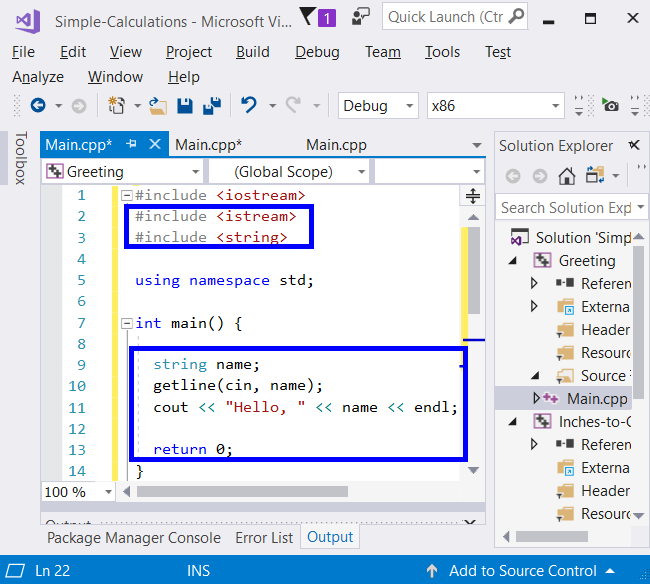 Simple-Calculations - Microsoft Vi... 1 Quick Launch (Ctr
File Edit View Project Build Debug Team Tools Test
Analyze Window Help
Debug x86
Toolbox
Main.cpp* Main.cpp* Main.cpp
Greeting (Global Scope)
1 #include <iostream>
2 #include <istream>
3 #include <string>
4
5 using namespace std;
6
7 int main() {
8
9 string name;
10 getline(cin, name);
11 cout << "Hello, " << name << endl;
12
13 return 0;
14 }
100 %
Output
Package Manager Console Error List Output
Solution Explorer
Search Solution Exp
Solution 'Simp
Greeting
Referen
Externa
Header
Resourc
Source
Main.cpp
Inches-to-C
Referen
Externa
Header
Resourc
Ln 22 INS Add to Source Control